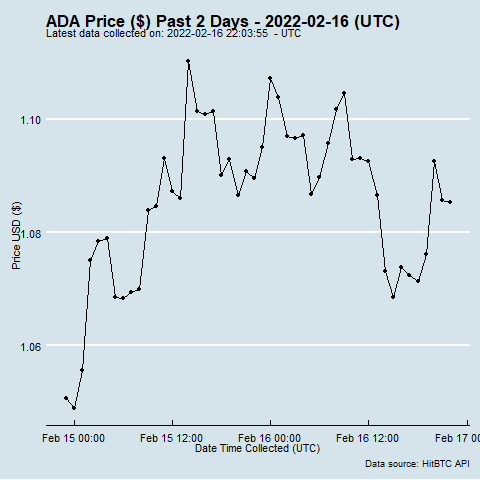 ADA Price ($) Past 2 Days - 2022-02-16 (UTC)
Latest data collected on: 2022-02-16 22:03:55 - UTC
1.10
1.08
1.06
Price USD ($)
Feb 15 00:00 Feb 15 12:00 Feb 16 00:00 Feb 16 12:00 Feb 17 00
Date Time Collected (UTC)
Data source: HitBTC API